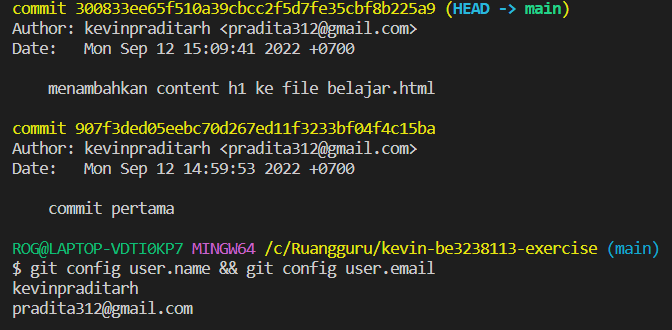 commit 300833ee65f510a39cbcc2f5d7fe35cbf8b225a9 (HEAD -> main)
Author: kevinpraditarh <pradita312@gmail.com>
Date:   Mon Sep 12 15:09:41 2022 +0700
menambahkan content h1 ke file belajar.html
commit 907f3ded05eebc70d267ed11f3233bf04f4c15ba
Author: kevinpraditarh <pradita312@gmail.com>
Date:   Mon Sep 12 14:59:53 2022 +0700
commit pertama
ROG@LAPTOP-VDTI0KP7 MINGW64 /c/Ruangguru/kevin-be3238113-exercise (main)
$ git config user.name && git config user.email
kevinpraditarh
pradita312@gmail.com